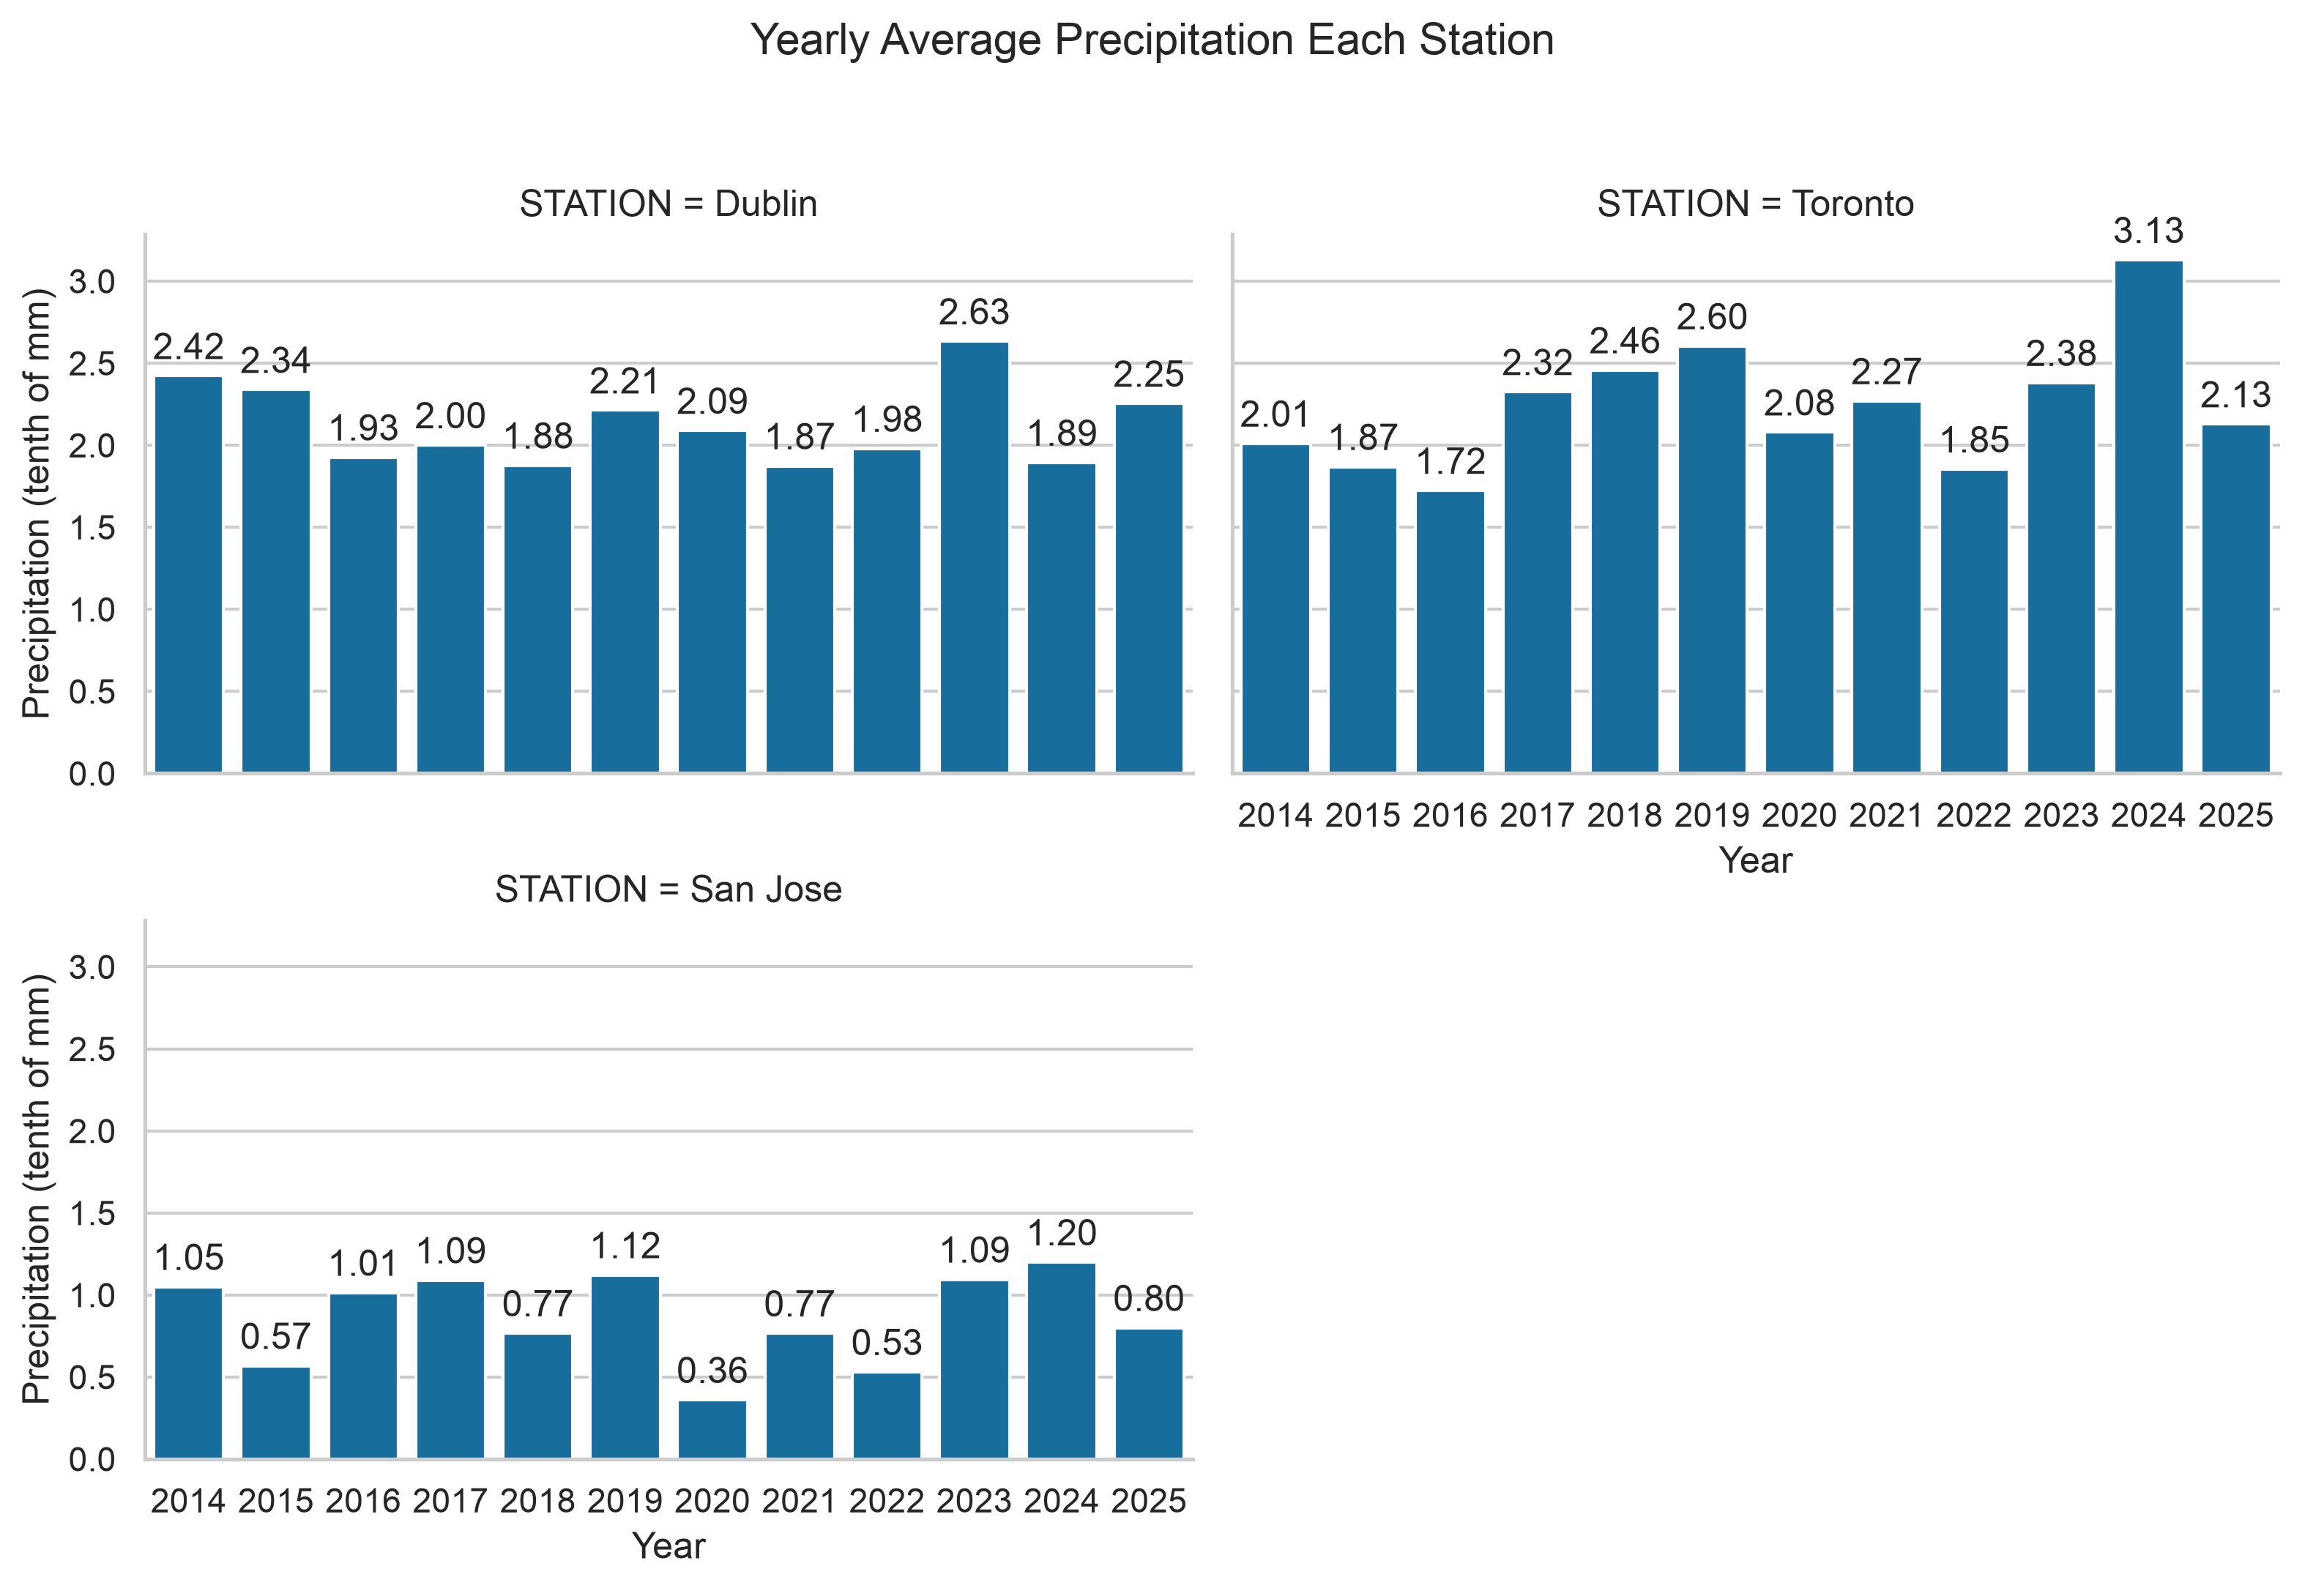 Yearly Average Precipitation Each Station
STATION = Dublin
Precipitation (tenth of mm)
3.0
2.5
2.0
1.5
1.0
0.5
0.0
2.42 2.34 1.93 2.00 1.88 2.21 2.09 1.87 1.98 2.63 1.89 2.25
STATION = Toronto
2.01 1.87 1.72 2.32 2.46 2.60 2.08 2.27 1.85 2.38 3.13 2.13
2014 2015 2016 2017 2018 2019 2020 2021 2022 2023 2024 2025
Year
STATION = San Jose
Precipitation (tenth of mm)
3.0
2.5
2.0
1.5
1.0
0.5
0.0
1.05 0.57 1.01 1.09 0.77 1.12 0.36 0.77 0.53 1.09 1.20 0.80
2014 2015 2016 2017 2018 2019 2020 2021 2022 2023 2024 2025
Year